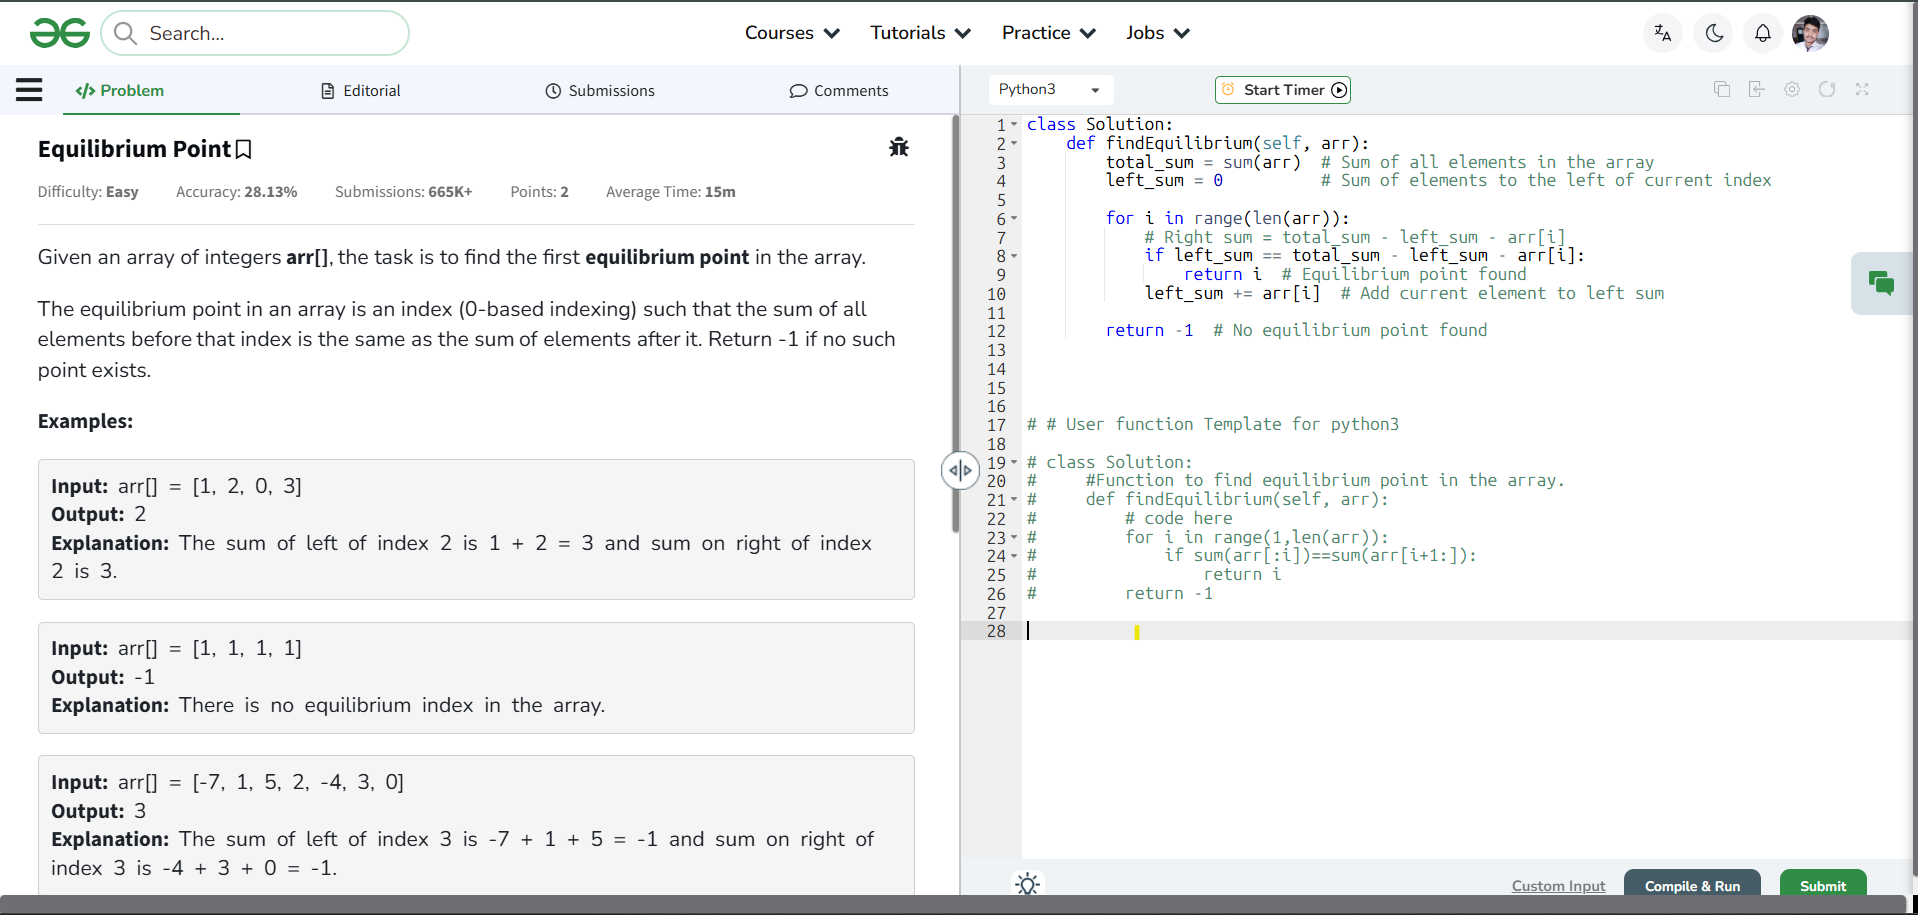 Search...
Courses
Tutorials
Practice
Jobs
Problem
Editorial
Submissions
Comments
Python3
Start Timer
Equilibrium Point
Difficulty: Easy Accuracy: 28.13% Submissions: 665K+ Points: 2 Average Time: 15m
Given an array of integers arr[], the task is to find the first equilibrium point in the array.
The equilibrium point in an array is an index (0-based indexing) such that the sum of all
elements before that index is the same as the sum of elements after it. Return -1 if no such
point exists.
Examples:
Input: arr[] = [1, 2, 0, 3]
Output: 2
Explanation: The sum of left of index 2 is 1 + 2 = 3 and sum on right of index
2 is 3.
Input: arr[] = [1, 1, 1, 1]
Output: -1
Explanation: There is no equilibrium index in the array.
Input: arr[] = [-7, 1, 5, 2, -4, 3, 0]
Output: 3
Explanation: The sum of left of index 3 is -7 + 1 + 5 = -1 and sum on right of
index 3 is -4 + 3 + 0 = -1.
1 class Solution:
2     def findEquilibrium(self, arr):
3         total_sum = sum(arr)  # Sum of all elements in the array
4         left_sum = 0          # Sum of elements to the left of current index
5
6         for i in range(len(arr)):
7             # Right sum = total_sum - left_sum - arr[i]
8             if left_sum == total_sum - left_sum - arr[i]:
9                 return i  # Equilibrium point found
10             left_sum += arr[i]  # Add current element to left sum
11
12         return -1  # No equilibrium point found
13
14
15
16
17 # # User function Template for python3
18
19 # class Solution:
20 #     #Function to find equilibrium point in the array.
21 #     def findEquilibrium(self, arr):
22 #         # code here
23 #         for i in range(1,len(arr)):
24 #             if sum(arr[:i])==sum(arr[i+1:]):
25 #                 return i
26 #         return -1
27
28
Custom Input
Compile & Run
Submit